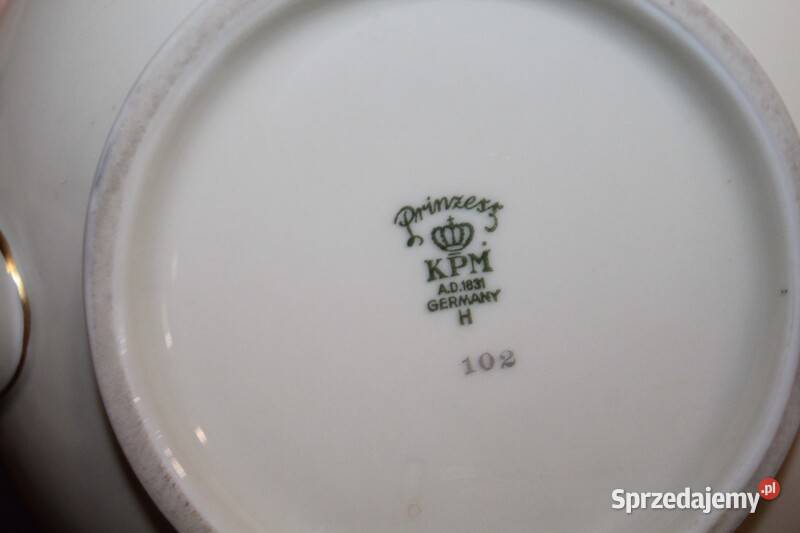 Prinzess
KPM
A.D.1831
GERMANY
H
102
Sprzedajemy.pl